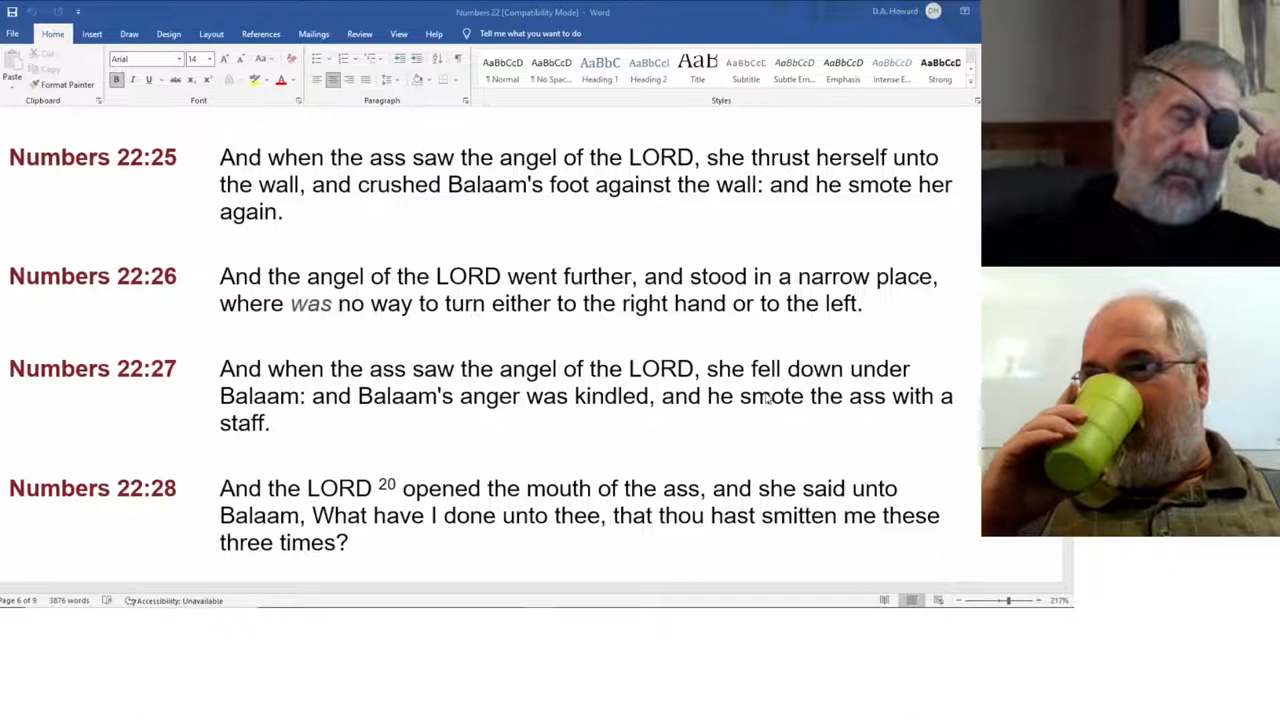 Numbers 22 [Compatibility Mode] - Word
D.A. Howard DH
File Home Insert Draw Design Layout References Mailings Review View Help Tell me what you want to do
Cut
Copy
Paste Format Painter
Arial 14 A A Aa
B I U ab x x A
Clipboard Font Paragraph Styles
AaBbCcD AaBbCcD AaBbC AaBbCcI AaB AaBbCcD AaBbCcD AaBbCcD AaBbCcD AaBbCcD
¶ Normal ¶ No Spac... Heading 1 Heading 2 Title Subtitle Subtle Em... Emphasis Intense E... Strong
Numbers 22:25 And when the ass saw the angel of the LORD, she thrust herself unto
the wall, and crushed Balaam's foot against the wall: and he smote her
again.
Numbers 22:26 And the angel of the LORD went further, and stood in a narrow place,
where was no way to turn either to the right hand or to the left.
Numbers 22:27 And when the ass saw the angel of the LORD, she fell down under
Balaam: and Balaam's anger was kindled, and he smote the ass with a
staff.
Numbers 22:28 And the LORD 20 opened the mouth of the ass, and she said unto
Balaam, What have I done unto thee, that thou hast smitten me these
three times?
Page 6 of 9 3876 words Accessibility: Unavailable 217%